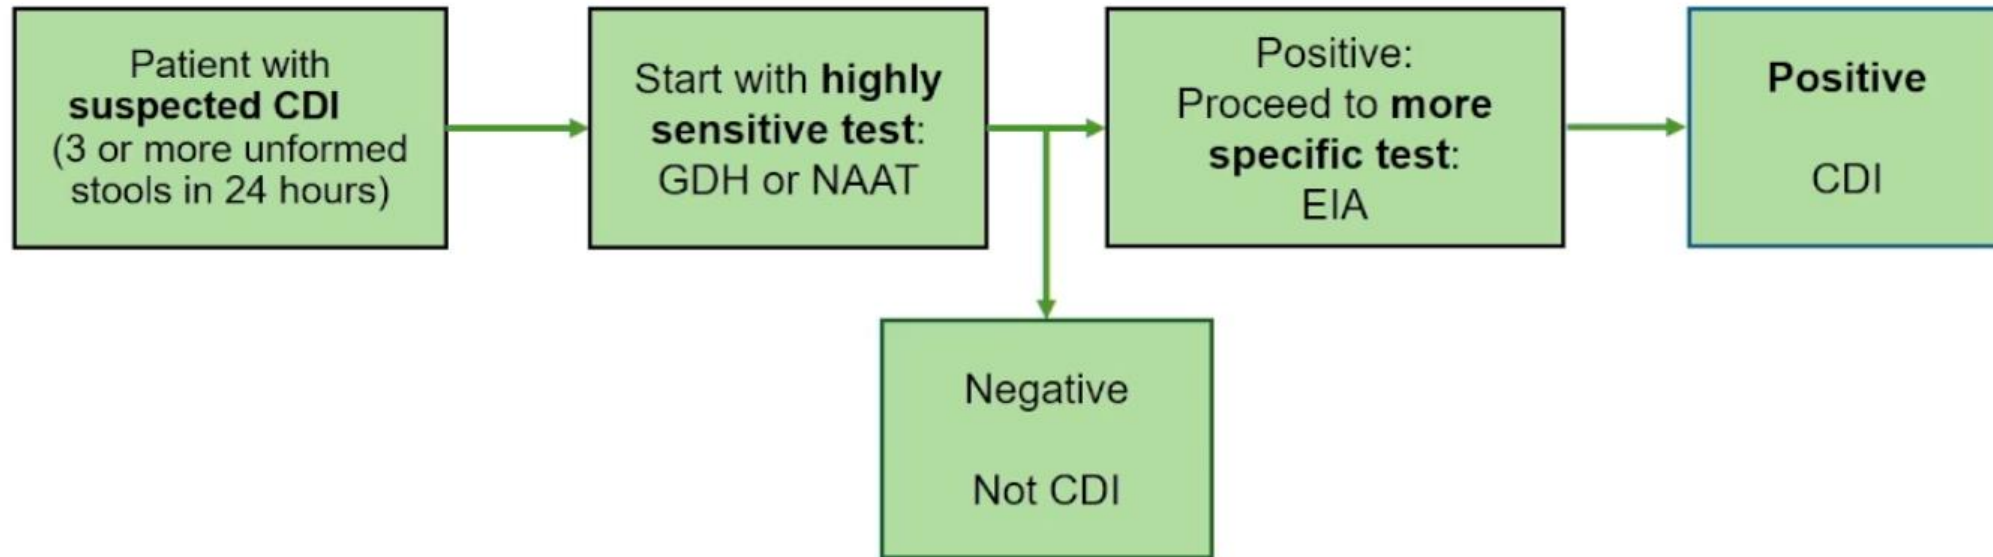 Patient with
suspected CDI
(3 or more unformed
stools in 24 hours)
Start with highly
sensitive test:
GDH or NAAT
Positive:
Proceed to more
specific test:
EIA
Positive
CDI
Negative
Not CDI